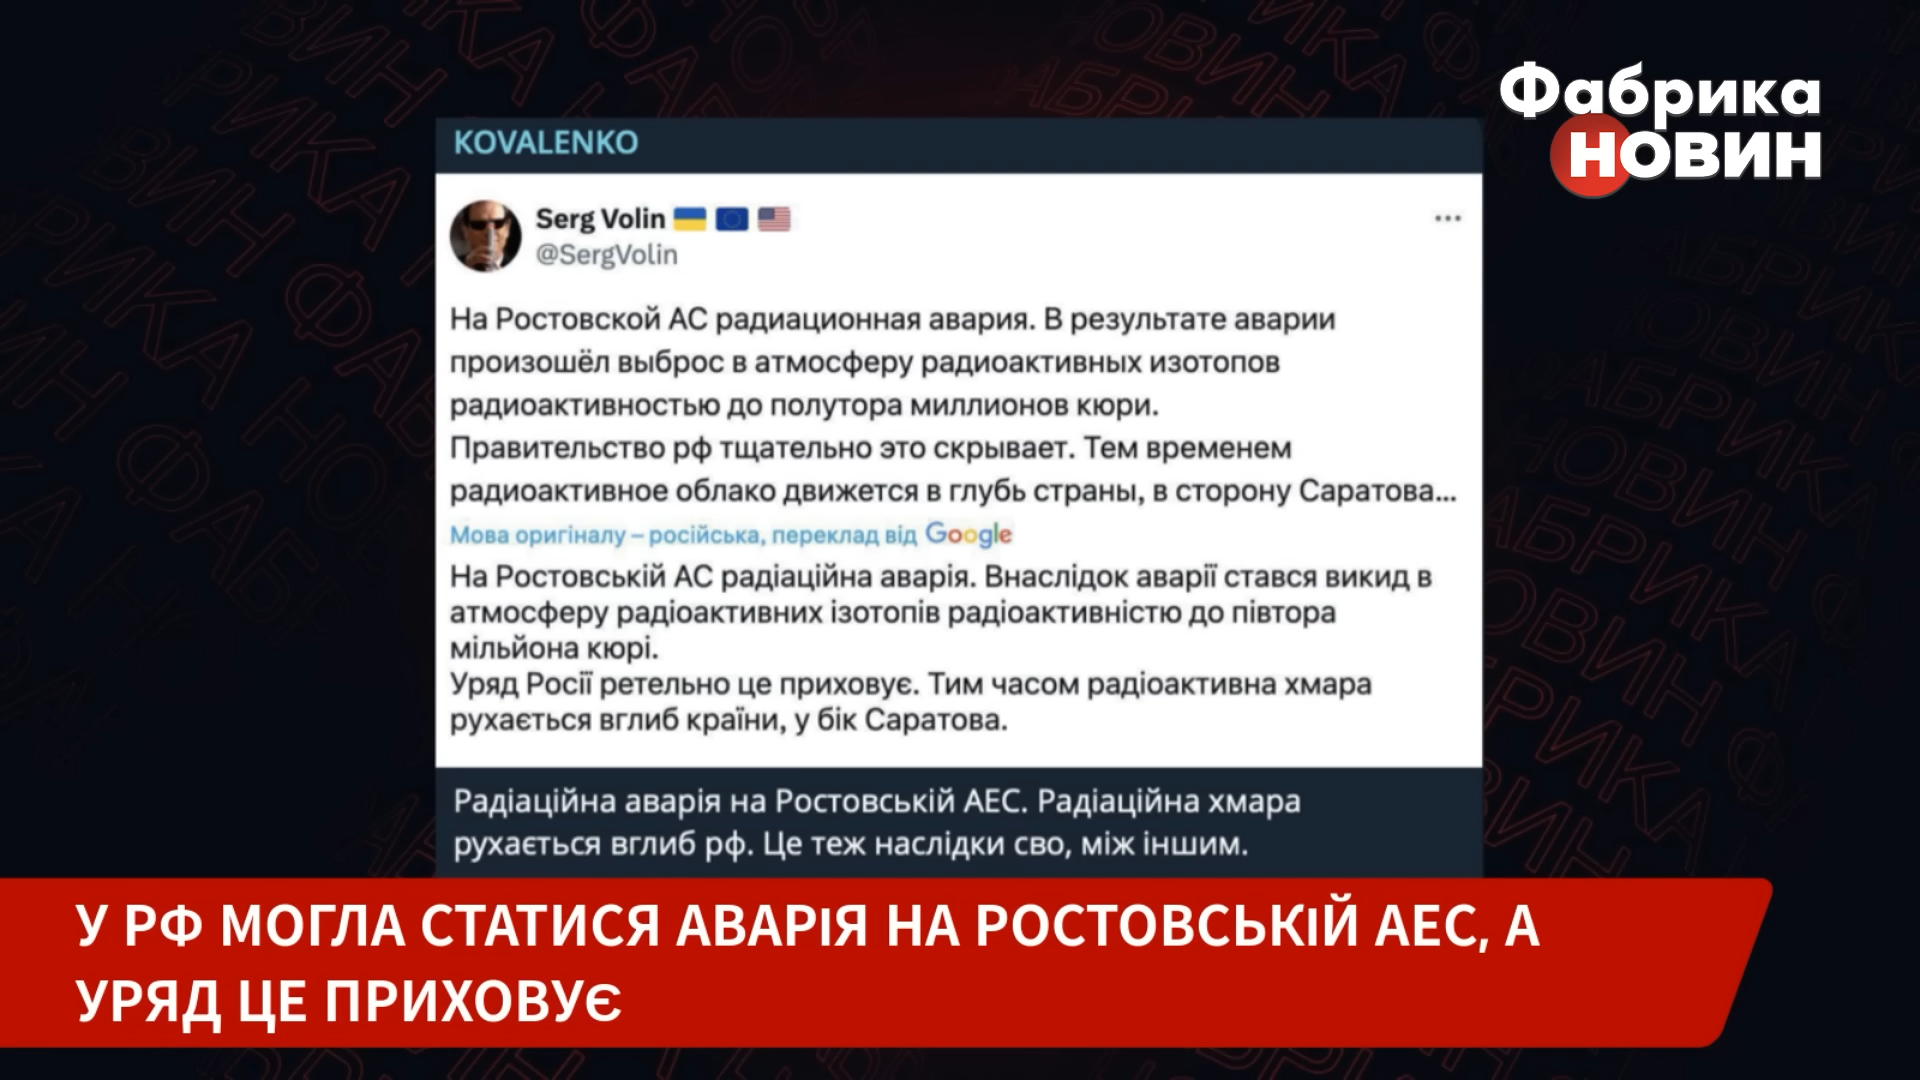 Фабрика
НОВИН
KOVALENKO
Serg Volin
@SergVolin
На Ростовской АС радиационная авария. В результате аварии
произошёл выброс в атмосферу радиоактивных изотопов
радиоактивностью до полутора миллионов кюри.
Правительство рф тщательно это скрывает. Тем временем
радиоактивное облако движется в глубь страны, в сторону Саратова...
Мова оригіналу – російська, переклад від Google
На Ростовській АС радіаційна аварія. Внаслідок аварії стався викид в
атмосферу радіоактивних ізотопів радіоактивністю до півтора
мільйона кюрі.
Уряд Росії ретельно це приховує. Тим часом радіоактивна хмара
рухається вглиб країни, у бік Саратова.
Радіаційна аварія на Ростовській АЕС. Радіаційна хмара
рухається вглиб рф. Це теж наслідки сво, між іншим.
У РФ МОГЛА СТАТИСЯ АВАРІЯ НА РОСТОВСЬКІЙ АЕС, А
УРЯД ЦЕ ПРИХОВУЄ